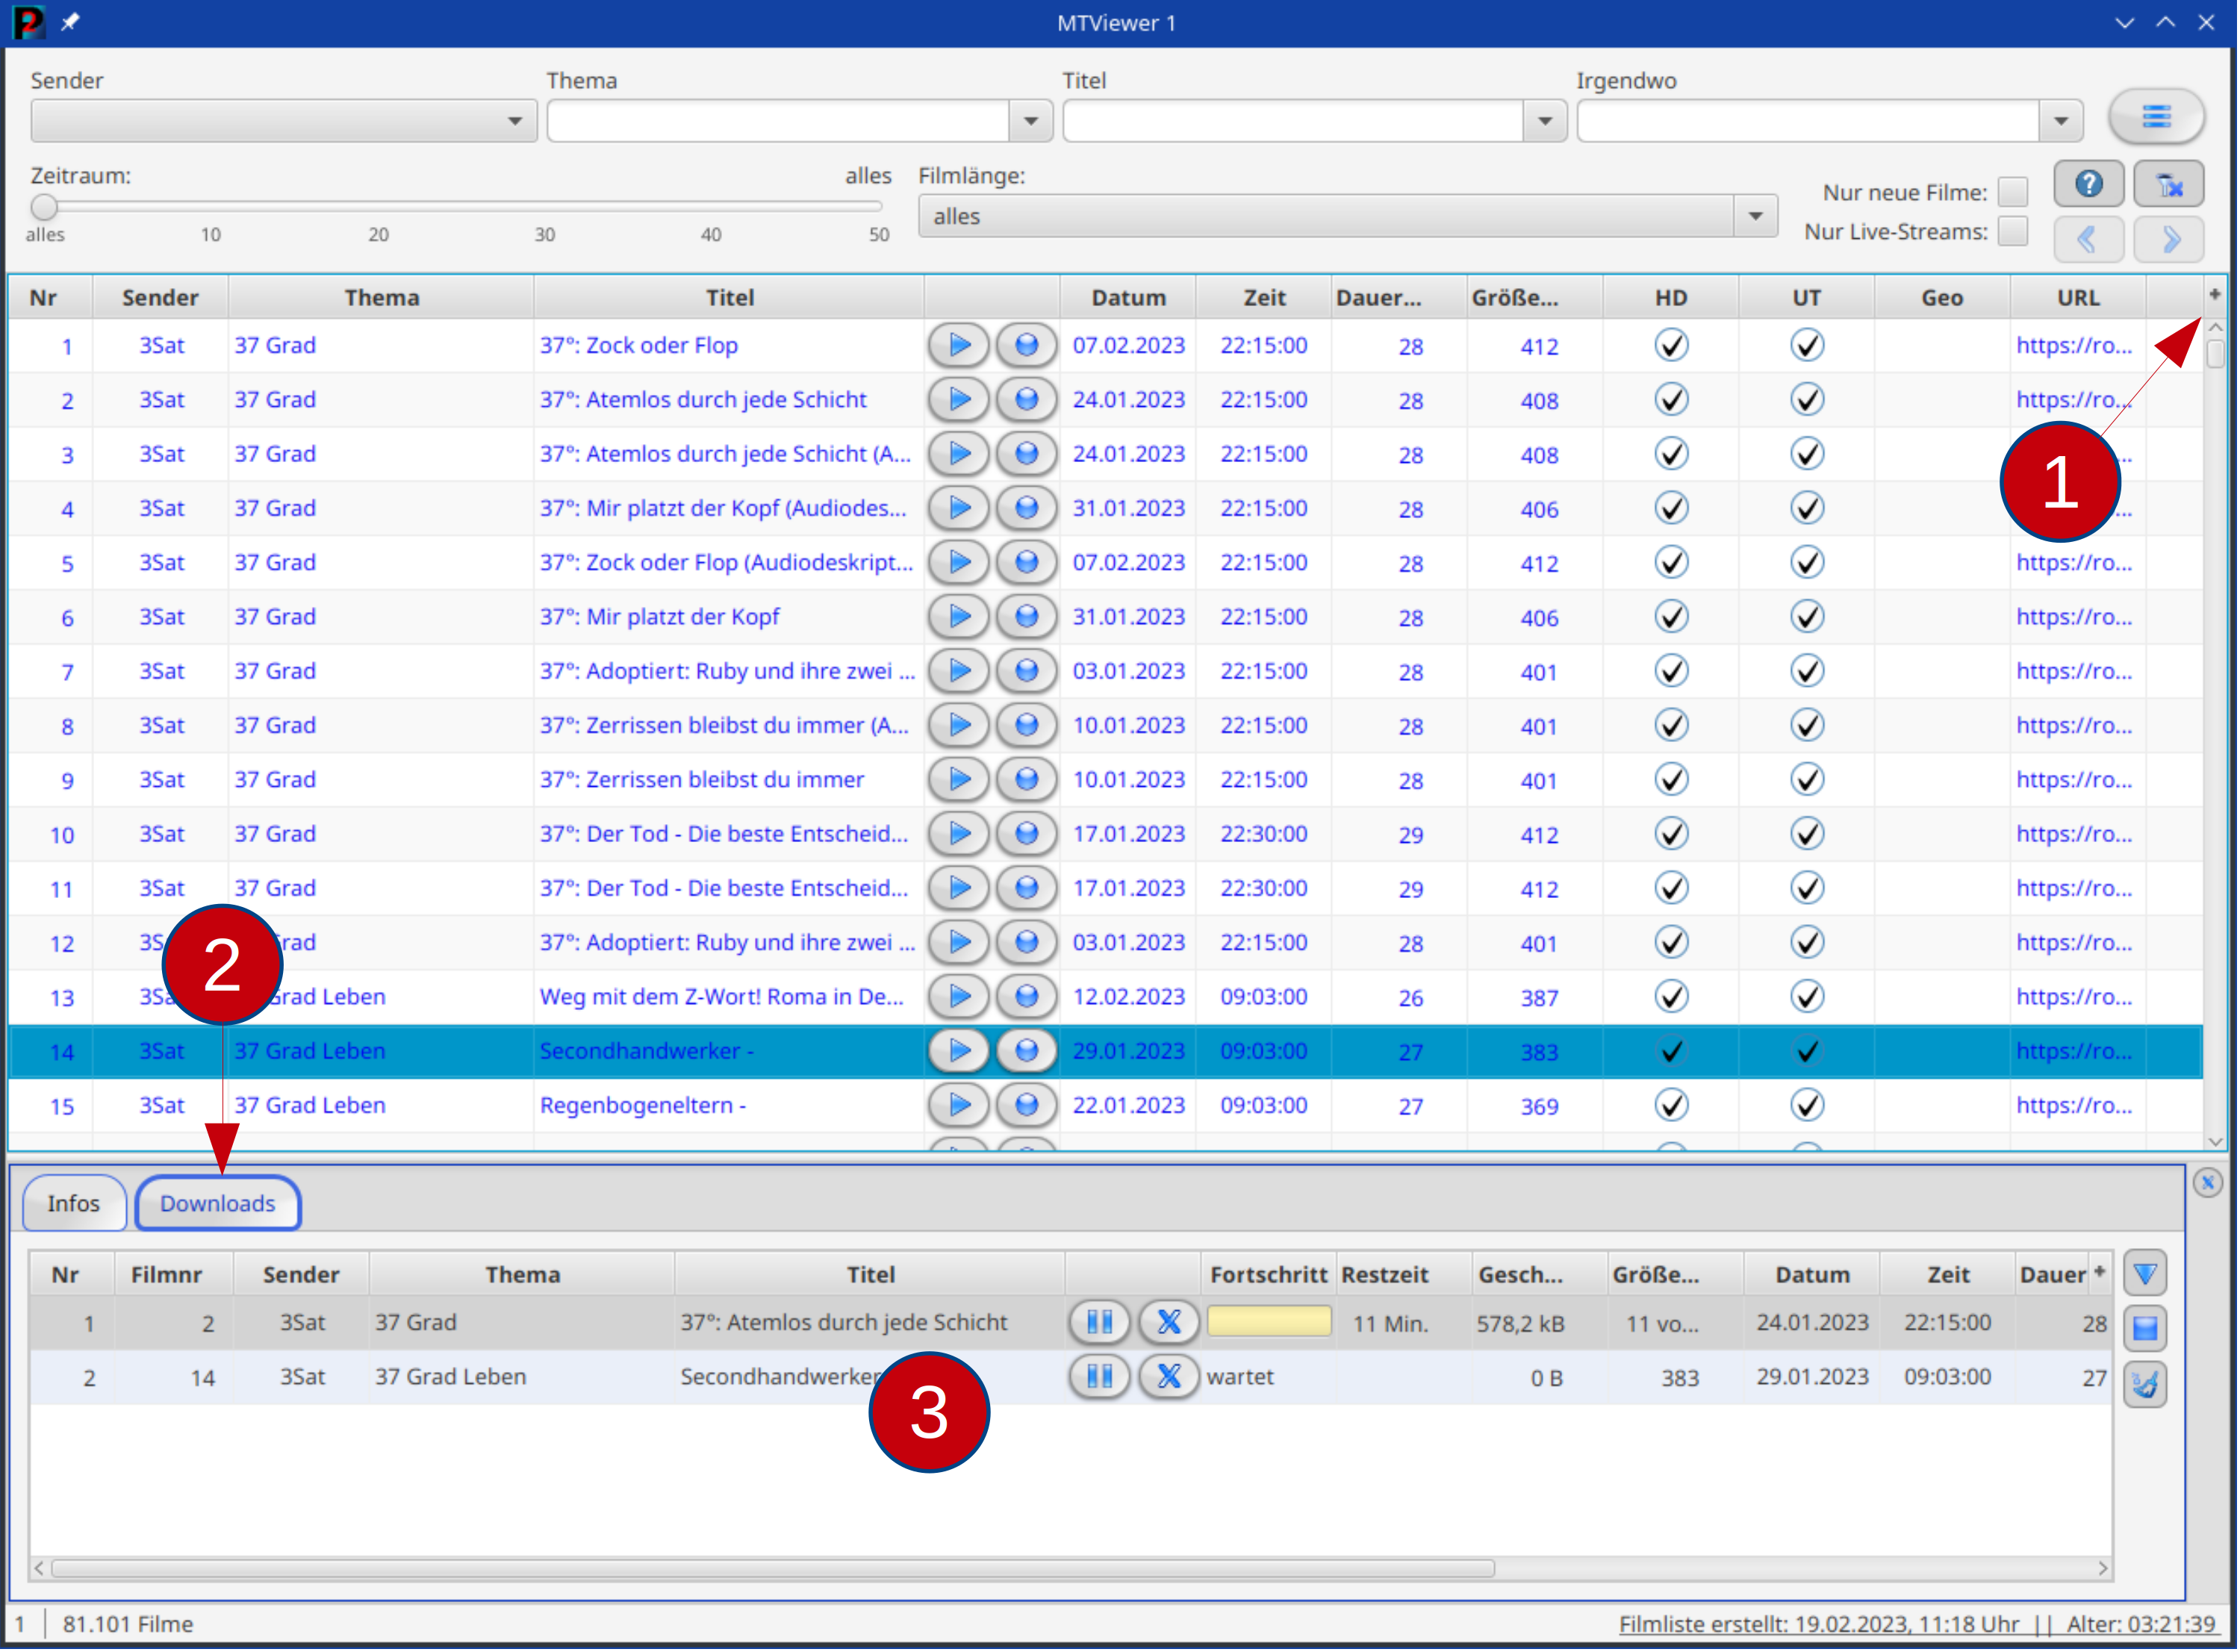 MTViewer 1
Sender Thema Titel Irgendwo
Zeitraum: alles Filmlänge:
alles
alles 10 20 30 40 50
Nur neue Filme:
Nur Live-Streams:
Nr Sender Thema Titel Datum Zeit Dauer... Größe... HD UT Geo URL +
1 3Sat 37 Grad 37°: Zock oder Flop 07.02.2023 22:15:00 28 412 https://ro...
2 3Sat 37 Grad 37°: Atemlos durch jede Schicht 24.01.2023 22:15:00 28 408 https://ro...
3 3Sat 37 Grad 37°: Atemlos durch jede Schicht (A... 24.01.2023 22:15:00 28 408
1
4 3Sat 37 Grad 37°: Mir platzt der Kopf (Audiodes... 31.01.2023 22:15:00 28 406
5 3Sat 37 Grad 37°: Zock oder Flop (Audiodeskript... 07.02.2023 22:15:00 28 412 https://ro...
6 3Sat 37 Grad 37°: Mir platzt der Kopf 31.01.2023 22:15:00 28 406 https://ro...
7 3Sat 37 Grad 37°: Adoptiert: Ruby und ihre zwei ... 03.01.2023 22:15:00 28 401 https://ro...
8 3Sat 37 Grad 37°: Zerrissen bleibst du immer (A... 10.01.2023 22:15:00 28 401 https://ro...
9 3Sat 37 Grad 37°: Zerrissen bleibst du immer 10.01.2023 22:15:00 28 401 https://ro...
10 3Sat 37 Grad 37°: Der Tod - Die beste Entscheid... 17.01.2023 22:30:00 29 412 https://ro...
11 3Sat 37 Grad 37°: Der Tod - Die beste Entscheid... 17.01.2023 22:30:00 29 412 https://ro...
12 37°: Adoptiert: Ruby und ihre zwei ... 03.01.2023 22:15:00 28 401 https://ro...
2
13 Leben Weg mit dem Z-Wort! Roma in De... 12.02.2023 09:03:00 26 387 https://ro...
14 3Sat 37 Grad Leben Secondhandwerker - 29.01.2023 09:03:00 27 383 https://ro...
15 3Sat 37 Grad Leben Regenbogeneltern - 22.01.2023 09:03:00 27 369 https://ro...
Infos Downloads
Nr Filmnr Sender Thema Titel Fortschritt Restzeit Gesch... Größe... Datum Zeit Dauer +
1 2 3Sat 37 Grad 37°: Atemlos durch jede Schicht 11 Min. 578,2 kB 11 vo... 24.01.2023 22:15:00 28
2 14 3Sat 37 Grad Leben Secondhandwerker wartet 0 B 383 29.01.2023 09:03:00 27
3
1 81.101 Filme Filmliste erstellt: 19.02.2023, 11:18 Uhr || Alter: 03:21:39